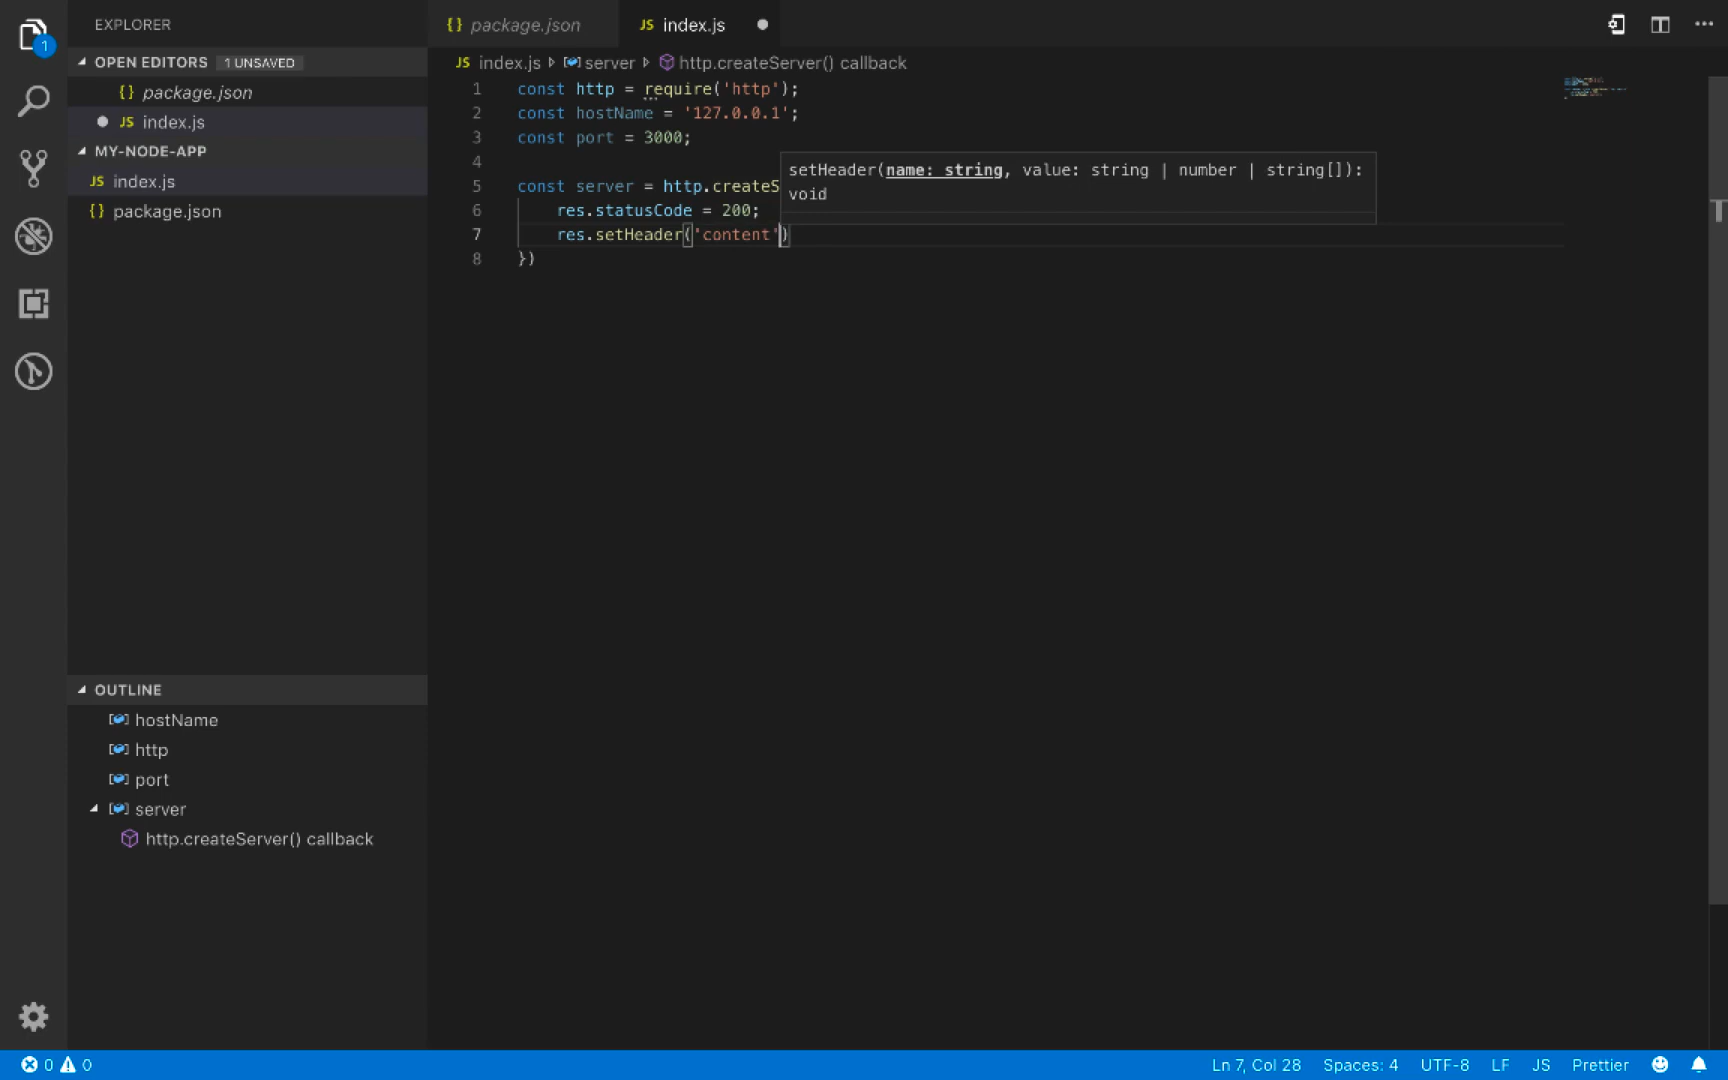 EXPLORER
1
OPEN EDITORS 1 UNSAVED
{} package.json
JS index.js
MY-NODE-APP
JS index.js
{} package.json
OUTLINE
hostName
http
port
server
http.createServer() callback
{} package.json
JS index.js
JS index.js server http.createServer() callback
1 const http = require('http');
2 const hostName = '127.0.0.1';
3 const port = 3000;
4
5 const server = http.createS
6 res.statusCode = 200;
7 res.setHeader('content')
8 })
setHeader(name: string, value: string | number | string[]):
void
0 0
Ln 7, Col 28 Spaces: 4 UTF-8 LF JS Prettier